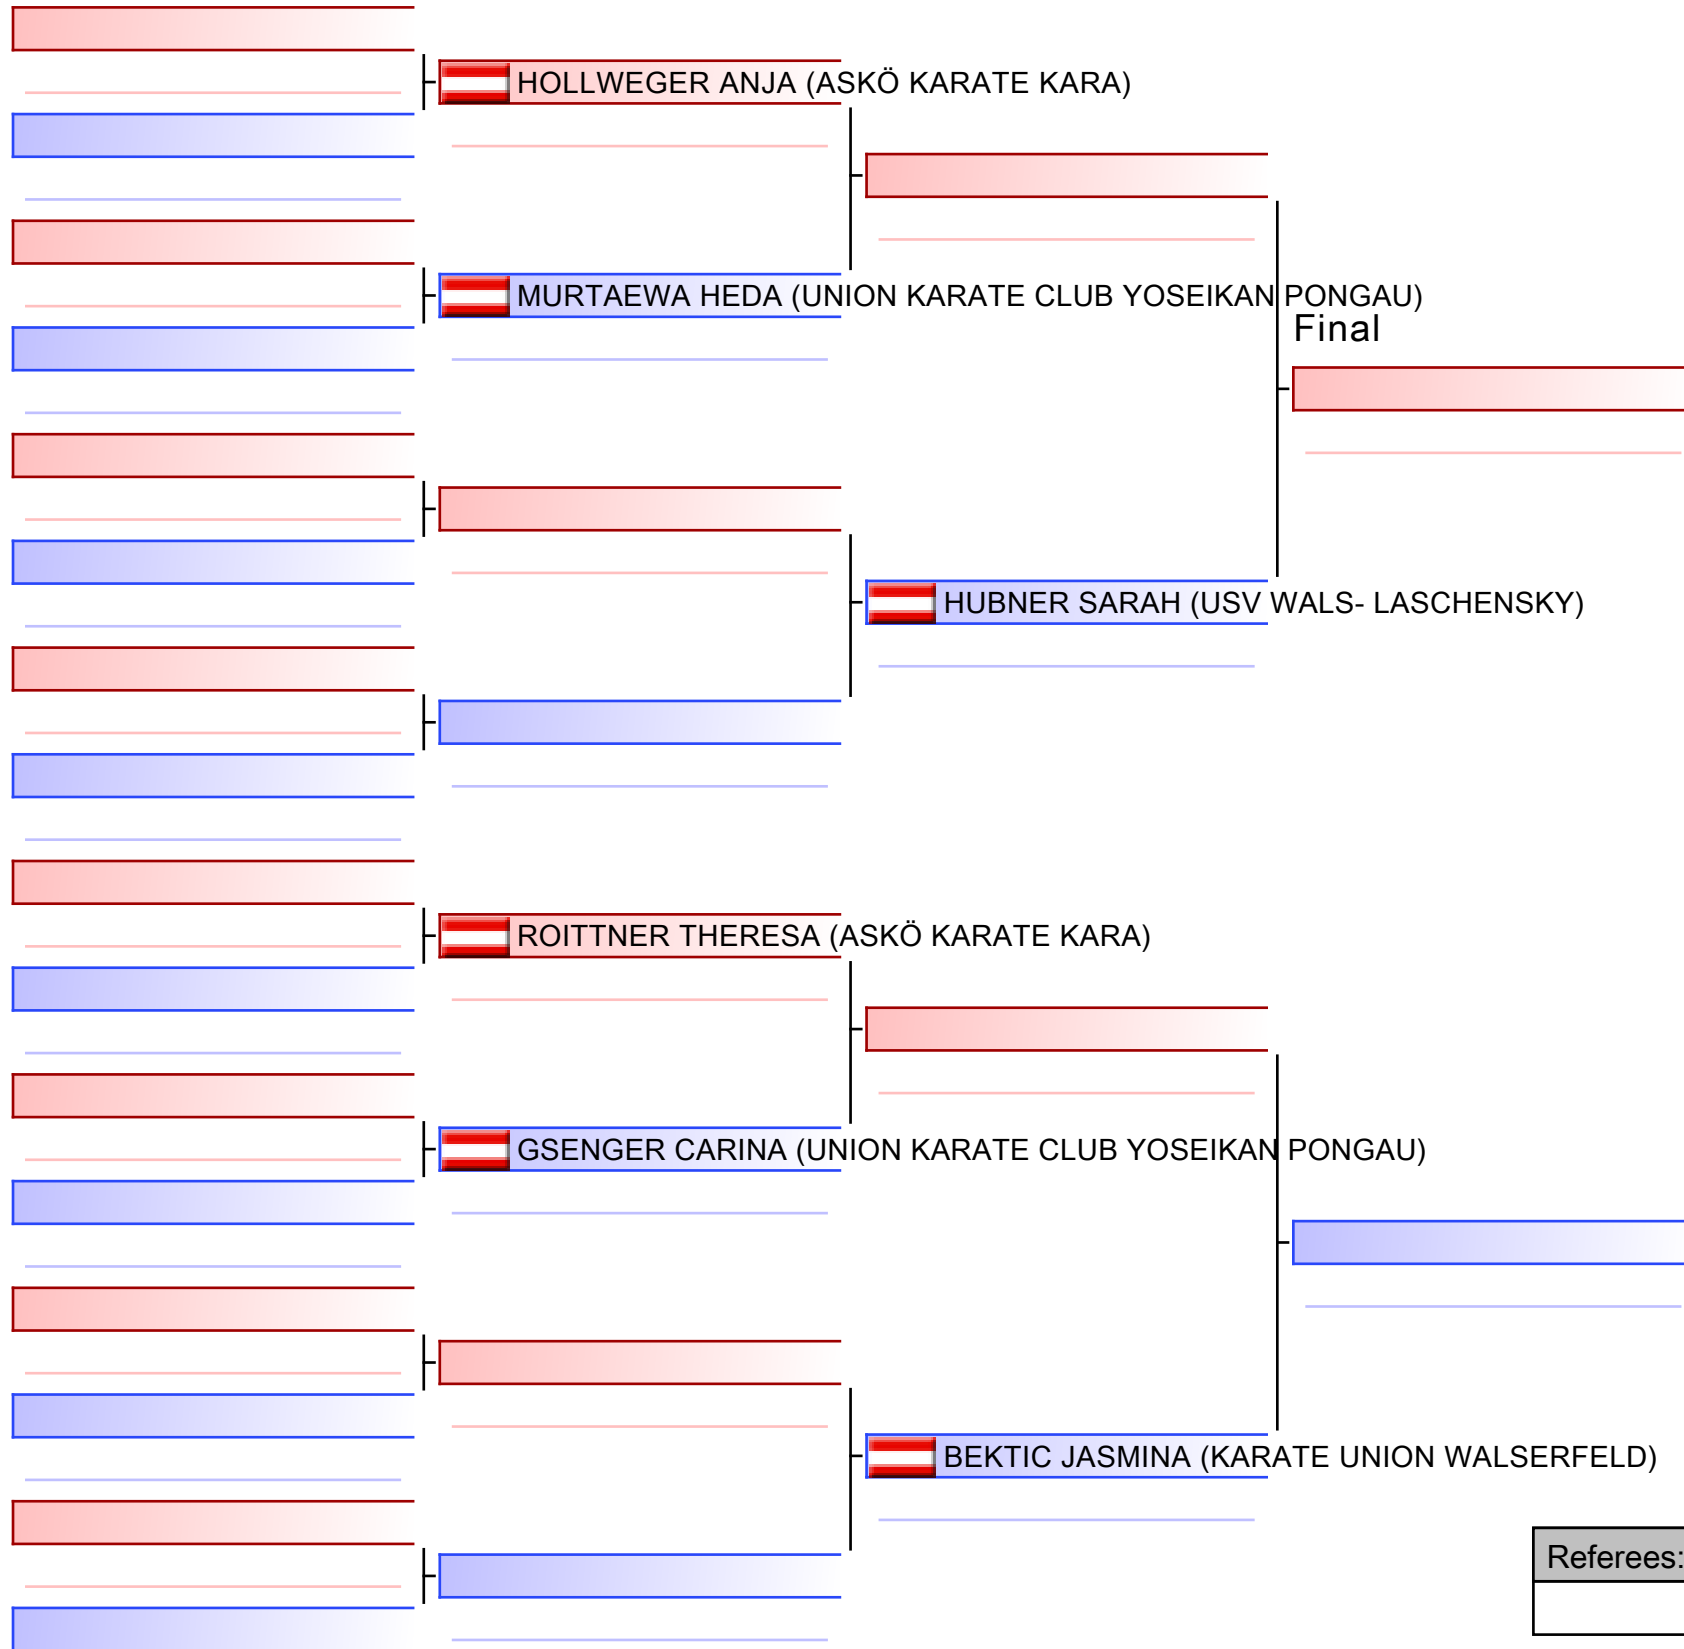 HOLLWEGER ANJA (ASKÖ KARATE KARA)
MURTAEWA HEDA (UNION KARATE CLUB YOSEIKAN PONGAU)
Final
HUBNER SARAH (USV WALS- LASCHENSKY)
ROITTNER THERESA (ASKÖ KARATE KARA)
GSENGER CARINA (UNION KARATE CLUB YOSEIKAN PONGAU)
BEKTIC JASMINA (KARATE UNION WALSERFELD)
Referees: